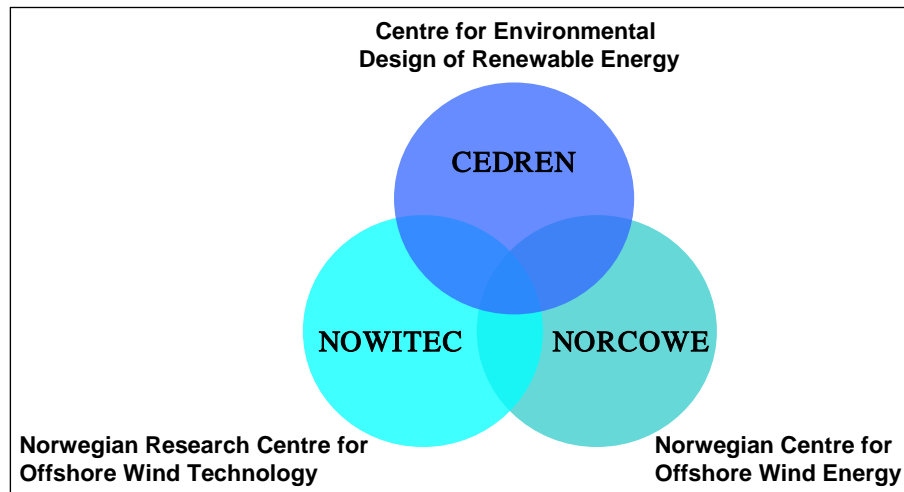 Centre for Environmental
Design of Renewable Energy
CEDREN
NOWITEC
NORCOWE
Norwegian Research Centre for
Offshore Wind Technology
Norwegian Centre for
Offshore Wind Energy